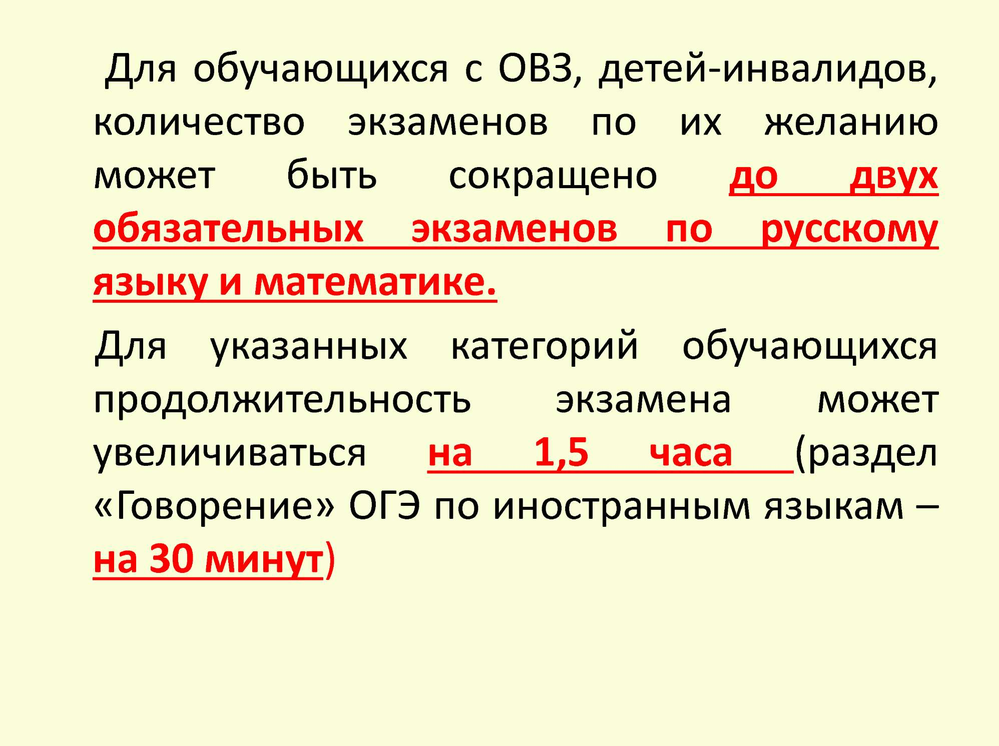 Для обучающихся с ОВЗ, детей-инвалидов,
количество экзаменов по их желанию
может быть сокращено до двух
обязательных экзаменов по русскому
языку и математике.
Для указанных категорий обучающихся
продолжительность экзамена может
увеличиваться на 1,5 часа (раздел
«Говорение» ОГЭ по иностранным языкам –
на 30 минут)